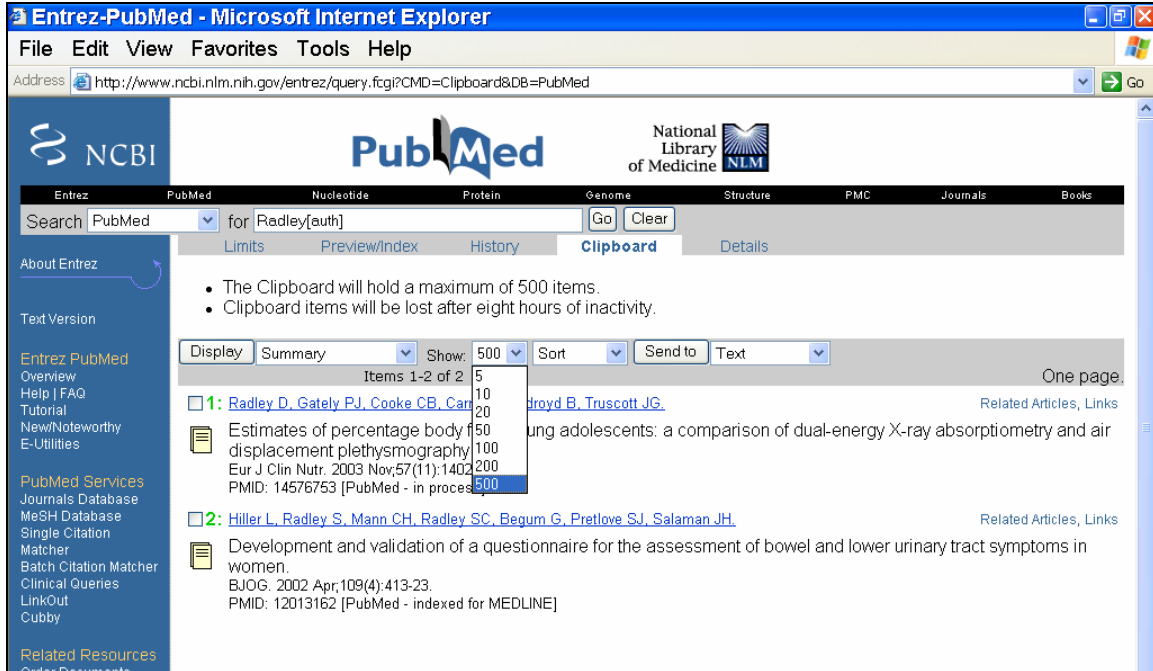 Entrez-PubMed - Microsoft Internet Explorer
File Edit View Favorites Tools Help
Address http://www.ncbi.nlm.nih.gov/entrez/query.fcgi?CMD=Clipboard&DB=PubMed Go
NCBI
PubMed
National
Library
of Medicine NLM
Entrez PubMed Nucleotide Protein Genome Structure PMC Journals Books
Search PubMed for Radley[auth] Go Clear
Limits Preview/Index History Clipboard Details
About Entrez
Text Version
Entrez PubMed
Overview
Help | FAQ
Tutorial
New/Noteworthy
E-Utilities
PubMed Services
Journals Database
MeSH Database
Single Citation
Matcher
Batch Citation Matcher
Clinical Queries
LinkOut
Cubby
Related Resources
• The Clipboard will hold a maximum of 500 items.
• Clipboard items will be lost after eight hours of inactivity.
Display Summary Show: 500 Sort Send to Text
Items 1-2 of 2 One page.
5
10
20
50
100
200
500
1: Radley D, Gately PJ, Cooke CB, B, Truscott JG. Related Articles, Links
Estimates of percentage body adolescents: a comparison of dual-energy X-ray absorptiometry and air
displacement plethysmography
Eur J Clin Nutr. 2003 Nov;57(11):1402
PMID: 14576753 [PubMed - in proces
2: Hiller L, Radley S, Mann CH, Radley SC, Begum G, Pretlove SJ, Salaman JH. Related Articles, Links
Development and validation of a questionnaire for the assessment of bowel and lower urinary tract symptoms in
women.
BJOG. 2002 Apr;109(4):413-23.
PMID: 12013162 [PubMed - indexed for MEDLINE]